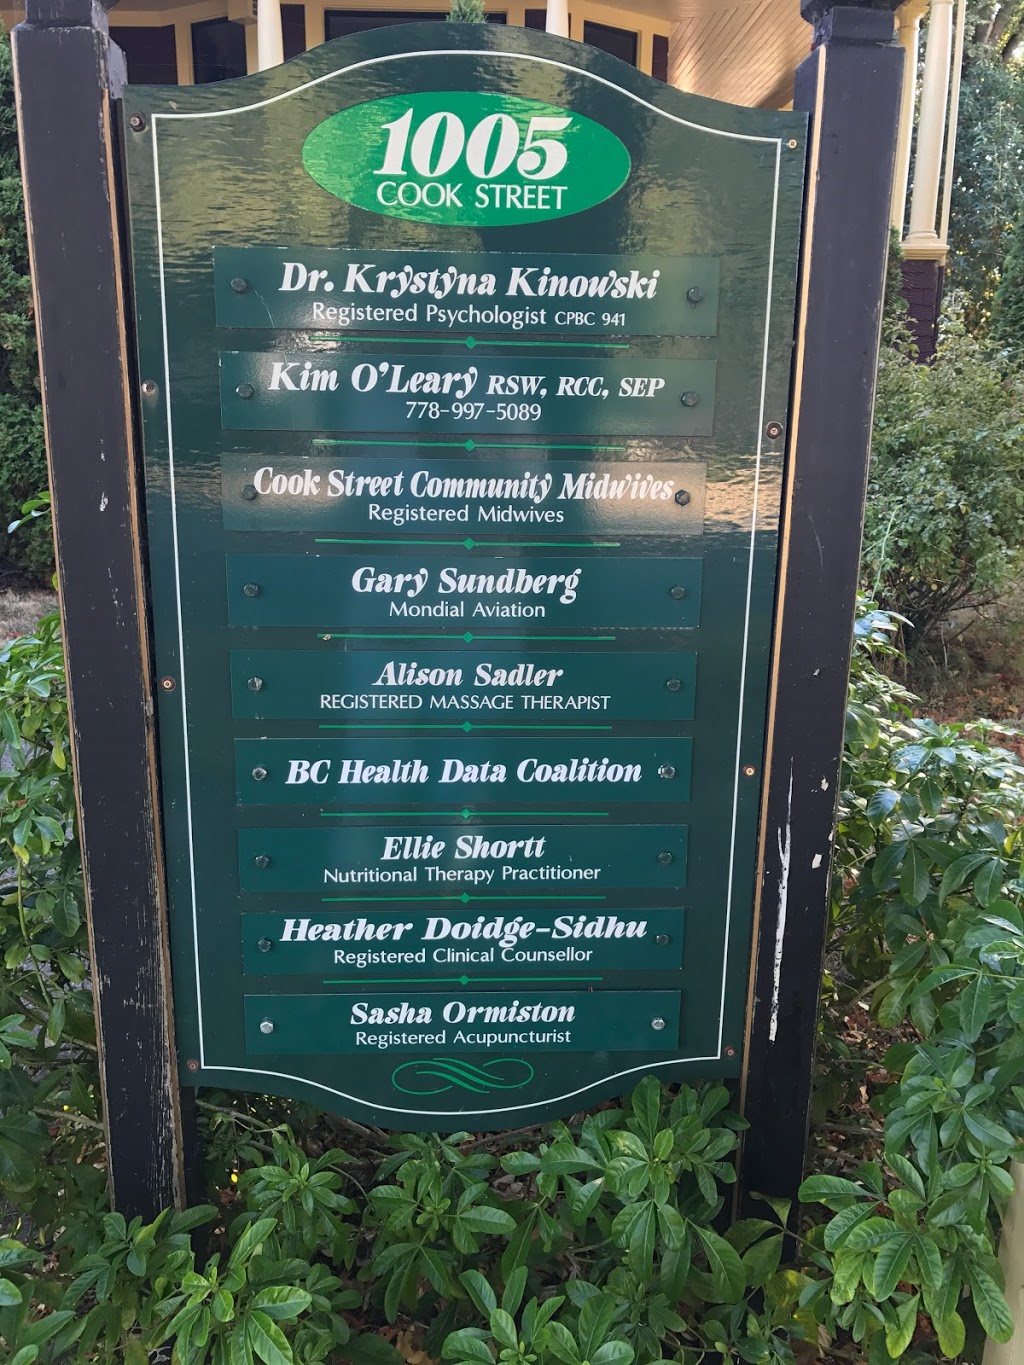 1005
COOK STREET
Dr. Krystyna Kinowski
Registered Psychologist CPBC 941
Kim O'Leary RSW, RCC, SEP
778-997-5089
Cook Street Community Midwives
Registered Midwives
Gary Sundberg
Mondial Aviation
Alison Sadler
REGISTERED MASSAGE THERAPIST
BC Health Data Coalition
Ellie Shortt
Nutritional Therapy Practitioner
Heather Doidge-Sidhu
Registered Clinical Counsellor
Sasha Ormiston
Registered Acupuncturist